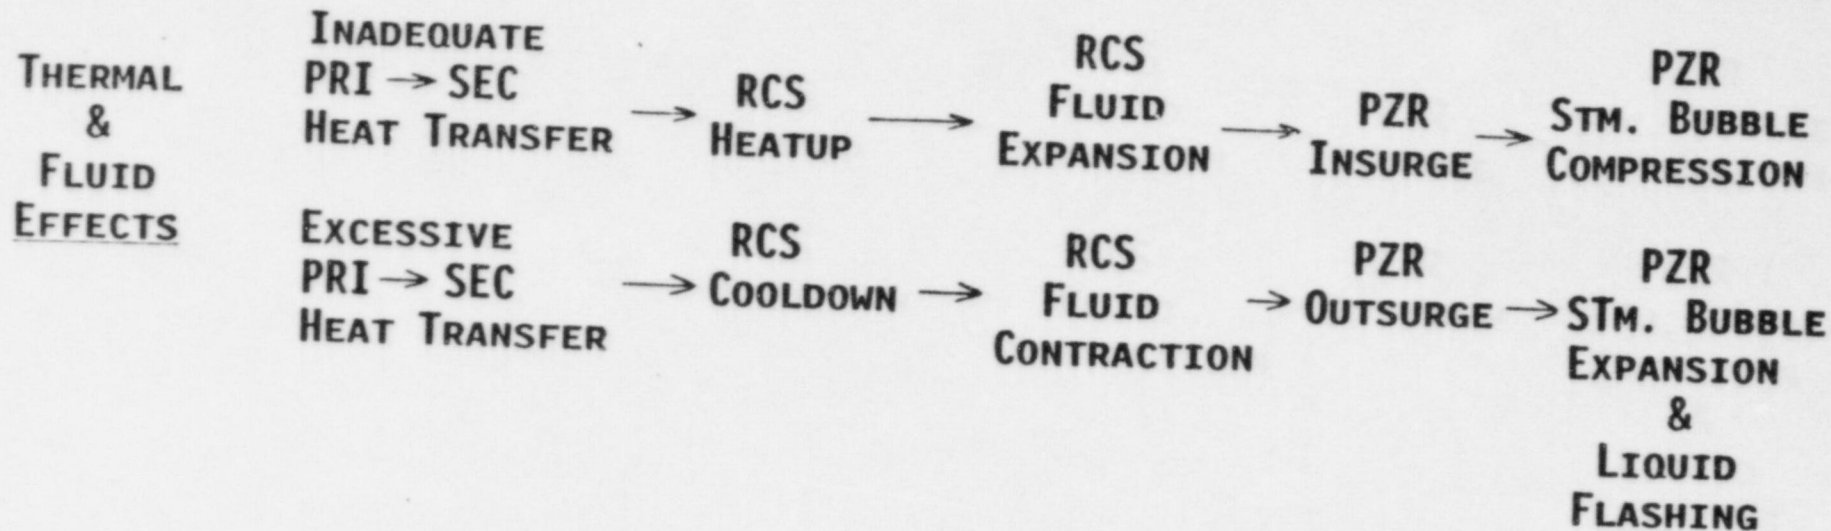 THERMAL
&
FLUID
EFFECTS
INADEQUATE
PRI → SEC
HEAT TRANSFER
→
RCS
HEATUP
→
RCS
FLUID
EXPANSION
→
PZR
INSURGE
→
PZR
STM. BUBBLE
COMPRESSION
EXCESSIVE
PRI → SEC
HEAT TRANSFER
→
RCS
COOLDOWN
→
RCS
FLUID
CONTRACTION
→
PZR
OUTSURGE
→
PZR
STM. BUBBLE
EXPANSION
&
LIQUID
FLASHING